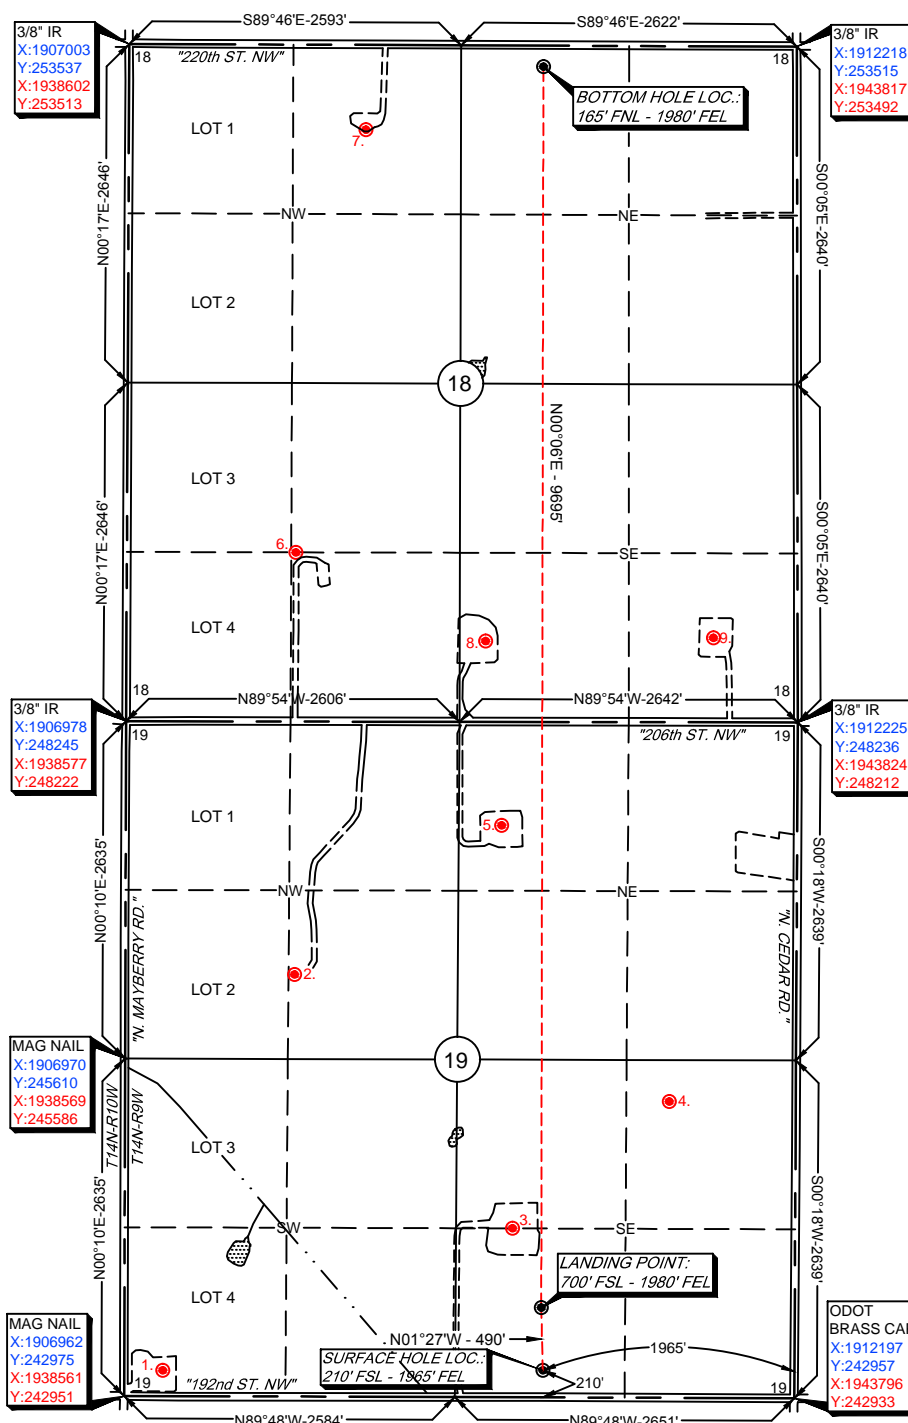 S89°46'E-2593'
S89°46'E-2622'
3/8" IR
X:1907003
Y:253537
X:1938602
Y:253513
3/8" IR
X:1912218
Y:253515
X:1943817
Y:253492
18
"220th ST. NW"
18
BOTTOM HOLE LOC.:
165' FNL - 1980' FEL
LOT 1
7.
N00°17'E-2646'
S00°05'E-2640'
NW
NE
LOT 2
18
N00°06'E - 9695'
LOT 3
N00°17'E-2646'
S00°05'E-2640'
6.
SE
LOT 4
8.
9.
18
N89°54'W-2606'
N89°54'W-2642'
18
3/8" IR
X:1906978
Y:248245
X:1938577
Y:248222
3/8" IR
X:1912225
Y:248236
X:1943824
Y:248212
19
"206th ST. NW"
19
LOT 1
5.
N00°10'E-2635'
S00°18'W-2639'
NW
NE
"N. MAYBERRY RD."
"N. CEDAR RD."
2.
LOT 2
MAG NAIL
X:1906970
Y:245610
X:1938569
Y:245586
19
4.
T14N-R10W
T14N-R9W
LOT 3
N00°10'E-2635'
S00°18'W-2639'
SW
3.
SE
LANDING POINT:
700' FSL - 1980' FEL
LOT 4
MAG NAIL
X:1906962
Y:242975
X:1938561
Y:242951
N01°27'W - 490'
1965'
ODOT
BRASS CAP
X:1912197
Y:242957
X:1943796
Y:242933
1.
SURFACE HOLE LOC.:
210' FSL - 1965' FEL
19
"192nd ST. NW"
210'
19
N89°48'W-2584'
N89°48'W-2651'